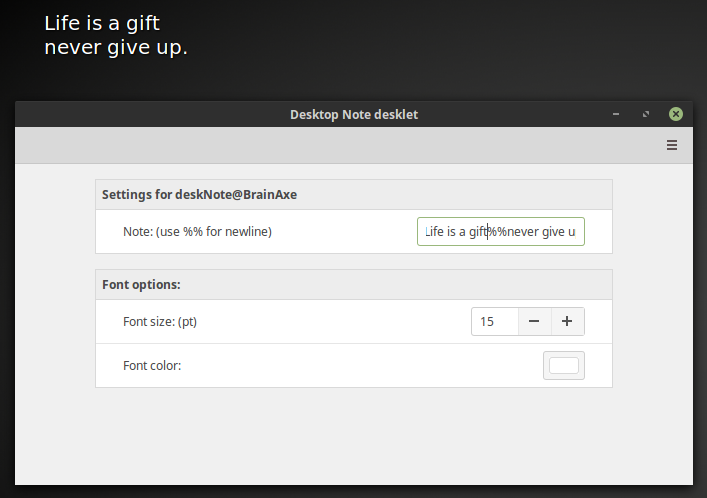 Life is a gift
never give up.
Desktop Note desklet
Settings for deskNote@BrainAxe
Note: (use %% for newline)
Life is a gift%%never give u
Font options:
Font size: (pt)
15
Font color: